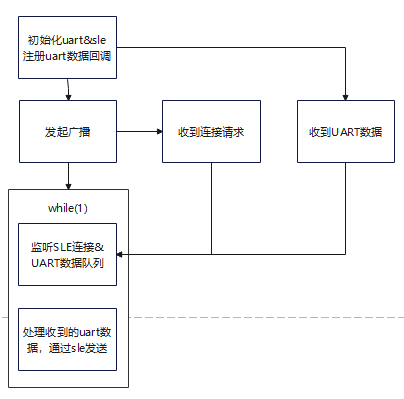 初始化uart&sle
注册uart数据回调
发起广播
收到连接请求
收到UART数据
while(1)
监听SLE连接&
UART数据队列
处理收到的uart数
据，通过sle发送